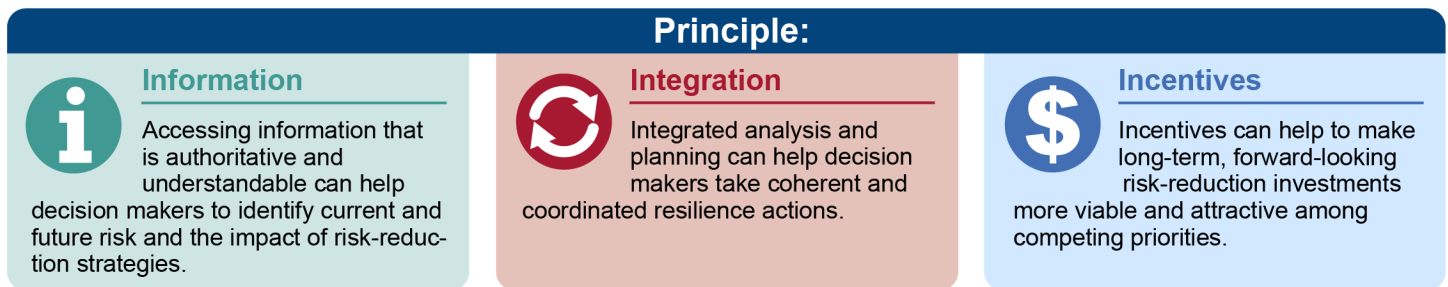 Principle:
Information
Accessing information that
is authoritative and
understandable can help
decision makers to identify current and
future risk and the impact of risk-reduc-
tion strategies.
Integration
Integrated analysis and
planning can help decision
makers take coherent and
coordinated resilience actions.
$
Incentives
Incentives can help to make
long-term, forward-looking
risk-reduction investments
more viable and attractive among
competing priorities.